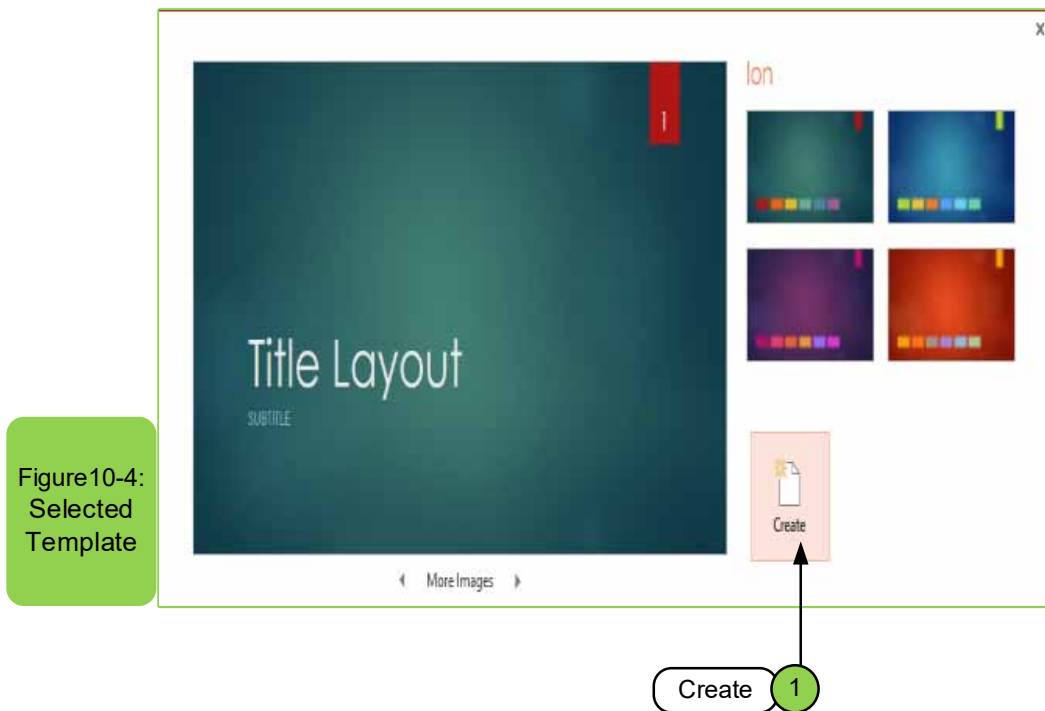 x
Ion
1
Title Layout
SUBTITLE
Create
Figure10-4:
Selected
Template
More Images
Create
1